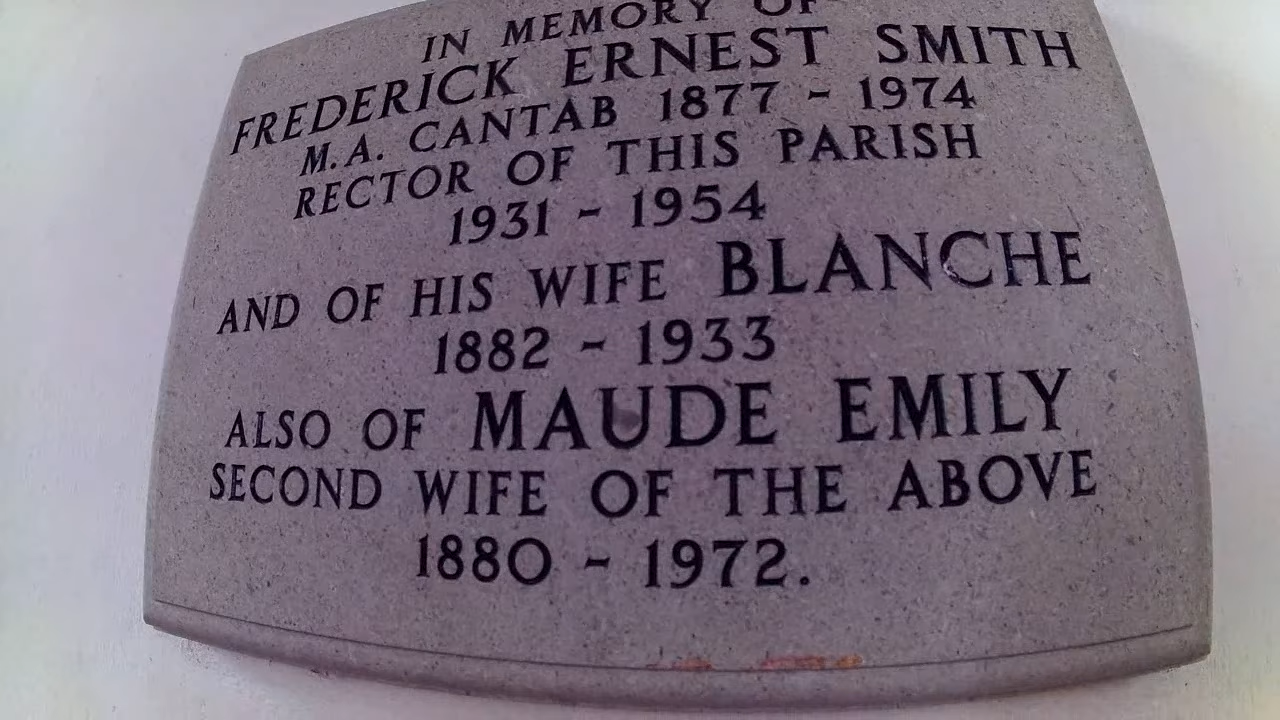 IN MEMORY OF
FREDERICK ERNEST SMITH
M.A. CANTAB 1877 - 1974
RECTOR OF THIS PARISH
1931 - 1954
AND OF HIS WIFE BLANCHE
1882 - 1933
ALSO OF MAUDE EMILY
SECOND WIFE OF THE ABOVE
1880 - 1972.